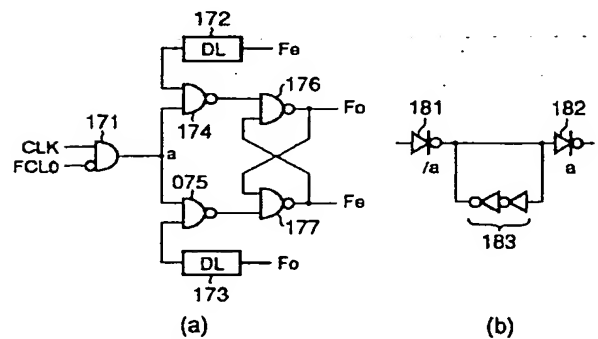 172
DL Fe
176
174 Fo
171
CLK
FCL0
a
075
Fe
177
DL Fo
173
(a)
181 182
/a a
183
(b)